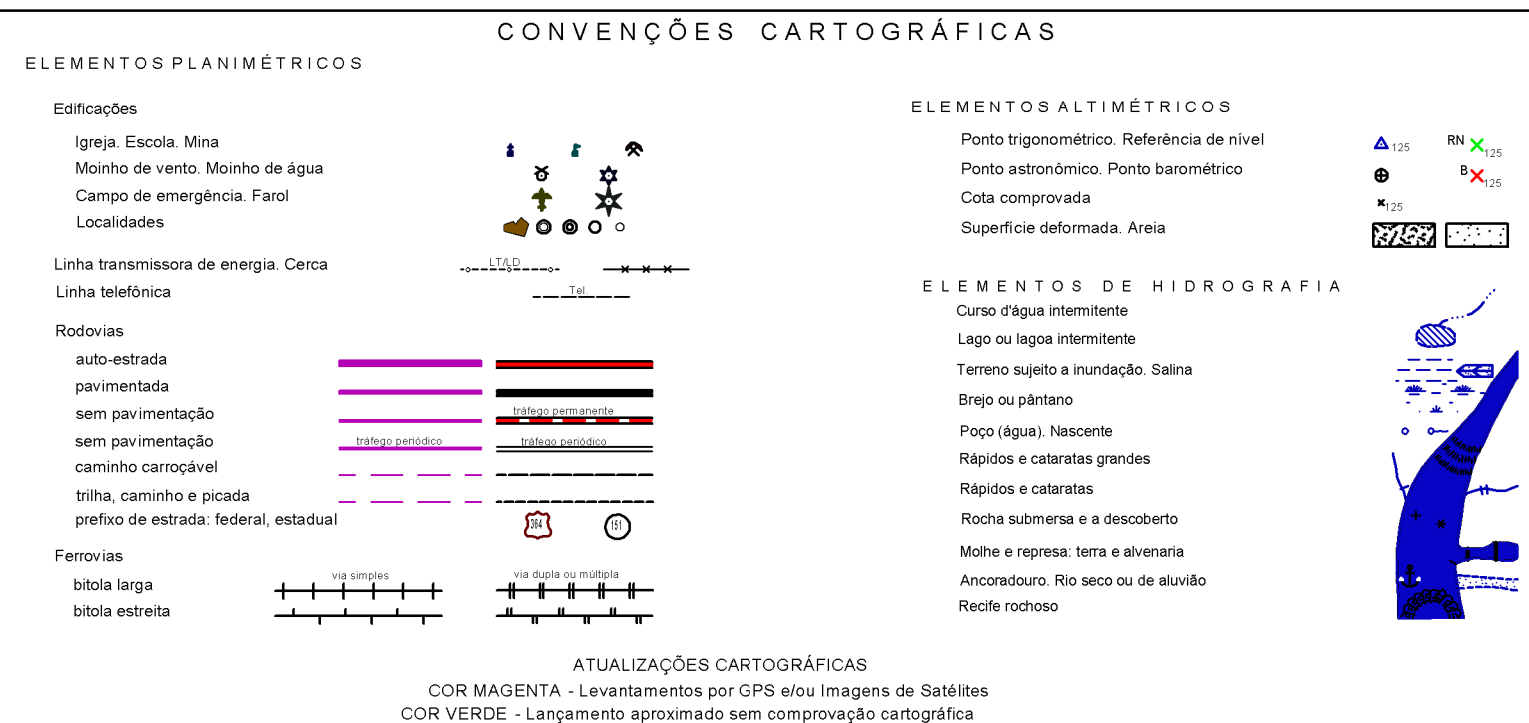 CONVENÇÕES CARTOGRÁFICAS
ELEMENTOS PLANIMÉTRICOS
Edificações
Igreja. Escola. Mina
Moinho de vento. Moinho de água
Campo de emergência. Farol
Localidades
Linha transmissora de energia. Cerca
LT/LD
Linha telefônica
Tel.
Rodovias
auto-estrada
pavimentada
sem pavimentação
tráfego permanente
sem pavimentação
tráfego periódico
tráfego periódico
caminho carroçável
trilha, caminho e picada
prefixo de estrada: federal, estadual
364
151
Ferrovias
bitola larga
via simples
via dupla ou múltipla
bitola estreita
ELEMENTOS ALTIMÉTRICOS
Ponto trigonométrico. Referência de nível
125
RN
125
Ponto astronômico. Ponto barométrico
B
125
Cota comprovada
125
Superfície deformada. Areia
ELEMENTOS DE HIDROGRAFIA
Curso d'água intermitente
Lago ou lagoa intermitente
Terreno sujeito a inundação. Salina
Brejo ou pântano
Poço (água). Nascente
Rápidos e cataratas grandes
Rápidos e cataratas
Rocha submersa e a descoberto
Molhe e represa: terra e alvenaria
Ancoradouro. Rio seco ou de aluvião
Recife rochoso
ATUALIZAÇÕES CARTOGRÁFICAS
COR MAGENTA - Levantamentos por GPS e/ou Imagens de Satélites
COR VERDE - Lançamento aproximado sem comprovação cartográfica